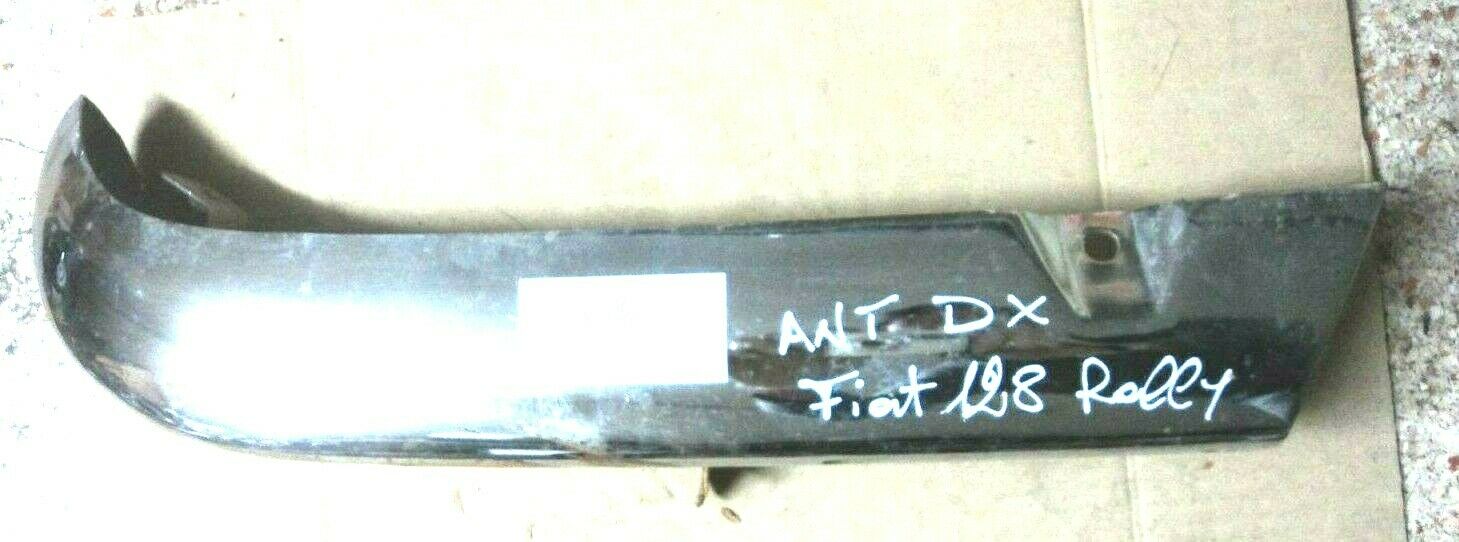 ANT DX
Fiat 128 Rally